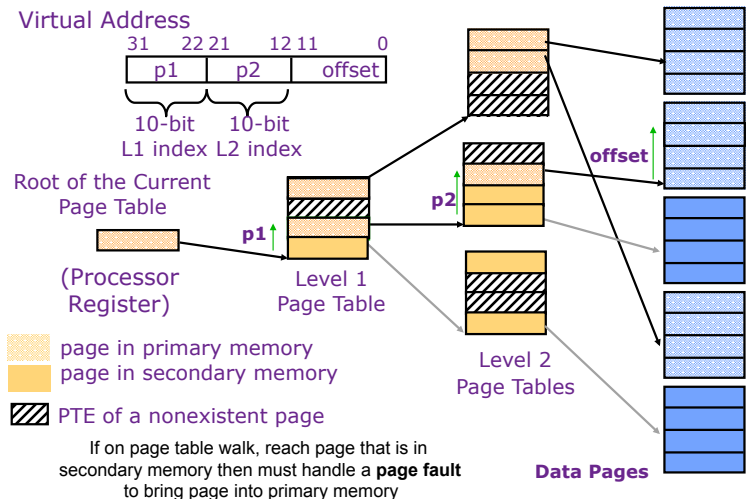 Virtual Address
31 22 21 12 11 0
p1 p2 offset
10-bit 10-bit
L1 index L2 index
Root of the Current
Page Table
(Processor
Register)
p1
Level 1
Page Table
p2
offset
Level 2
Page Tables
page in primary memory
page in secondary memory
PTE of a nonexistent page
If on page table walk, reach page that is in
secondary memory then must handle a page fault
to bring page into primary memory
Data Pages